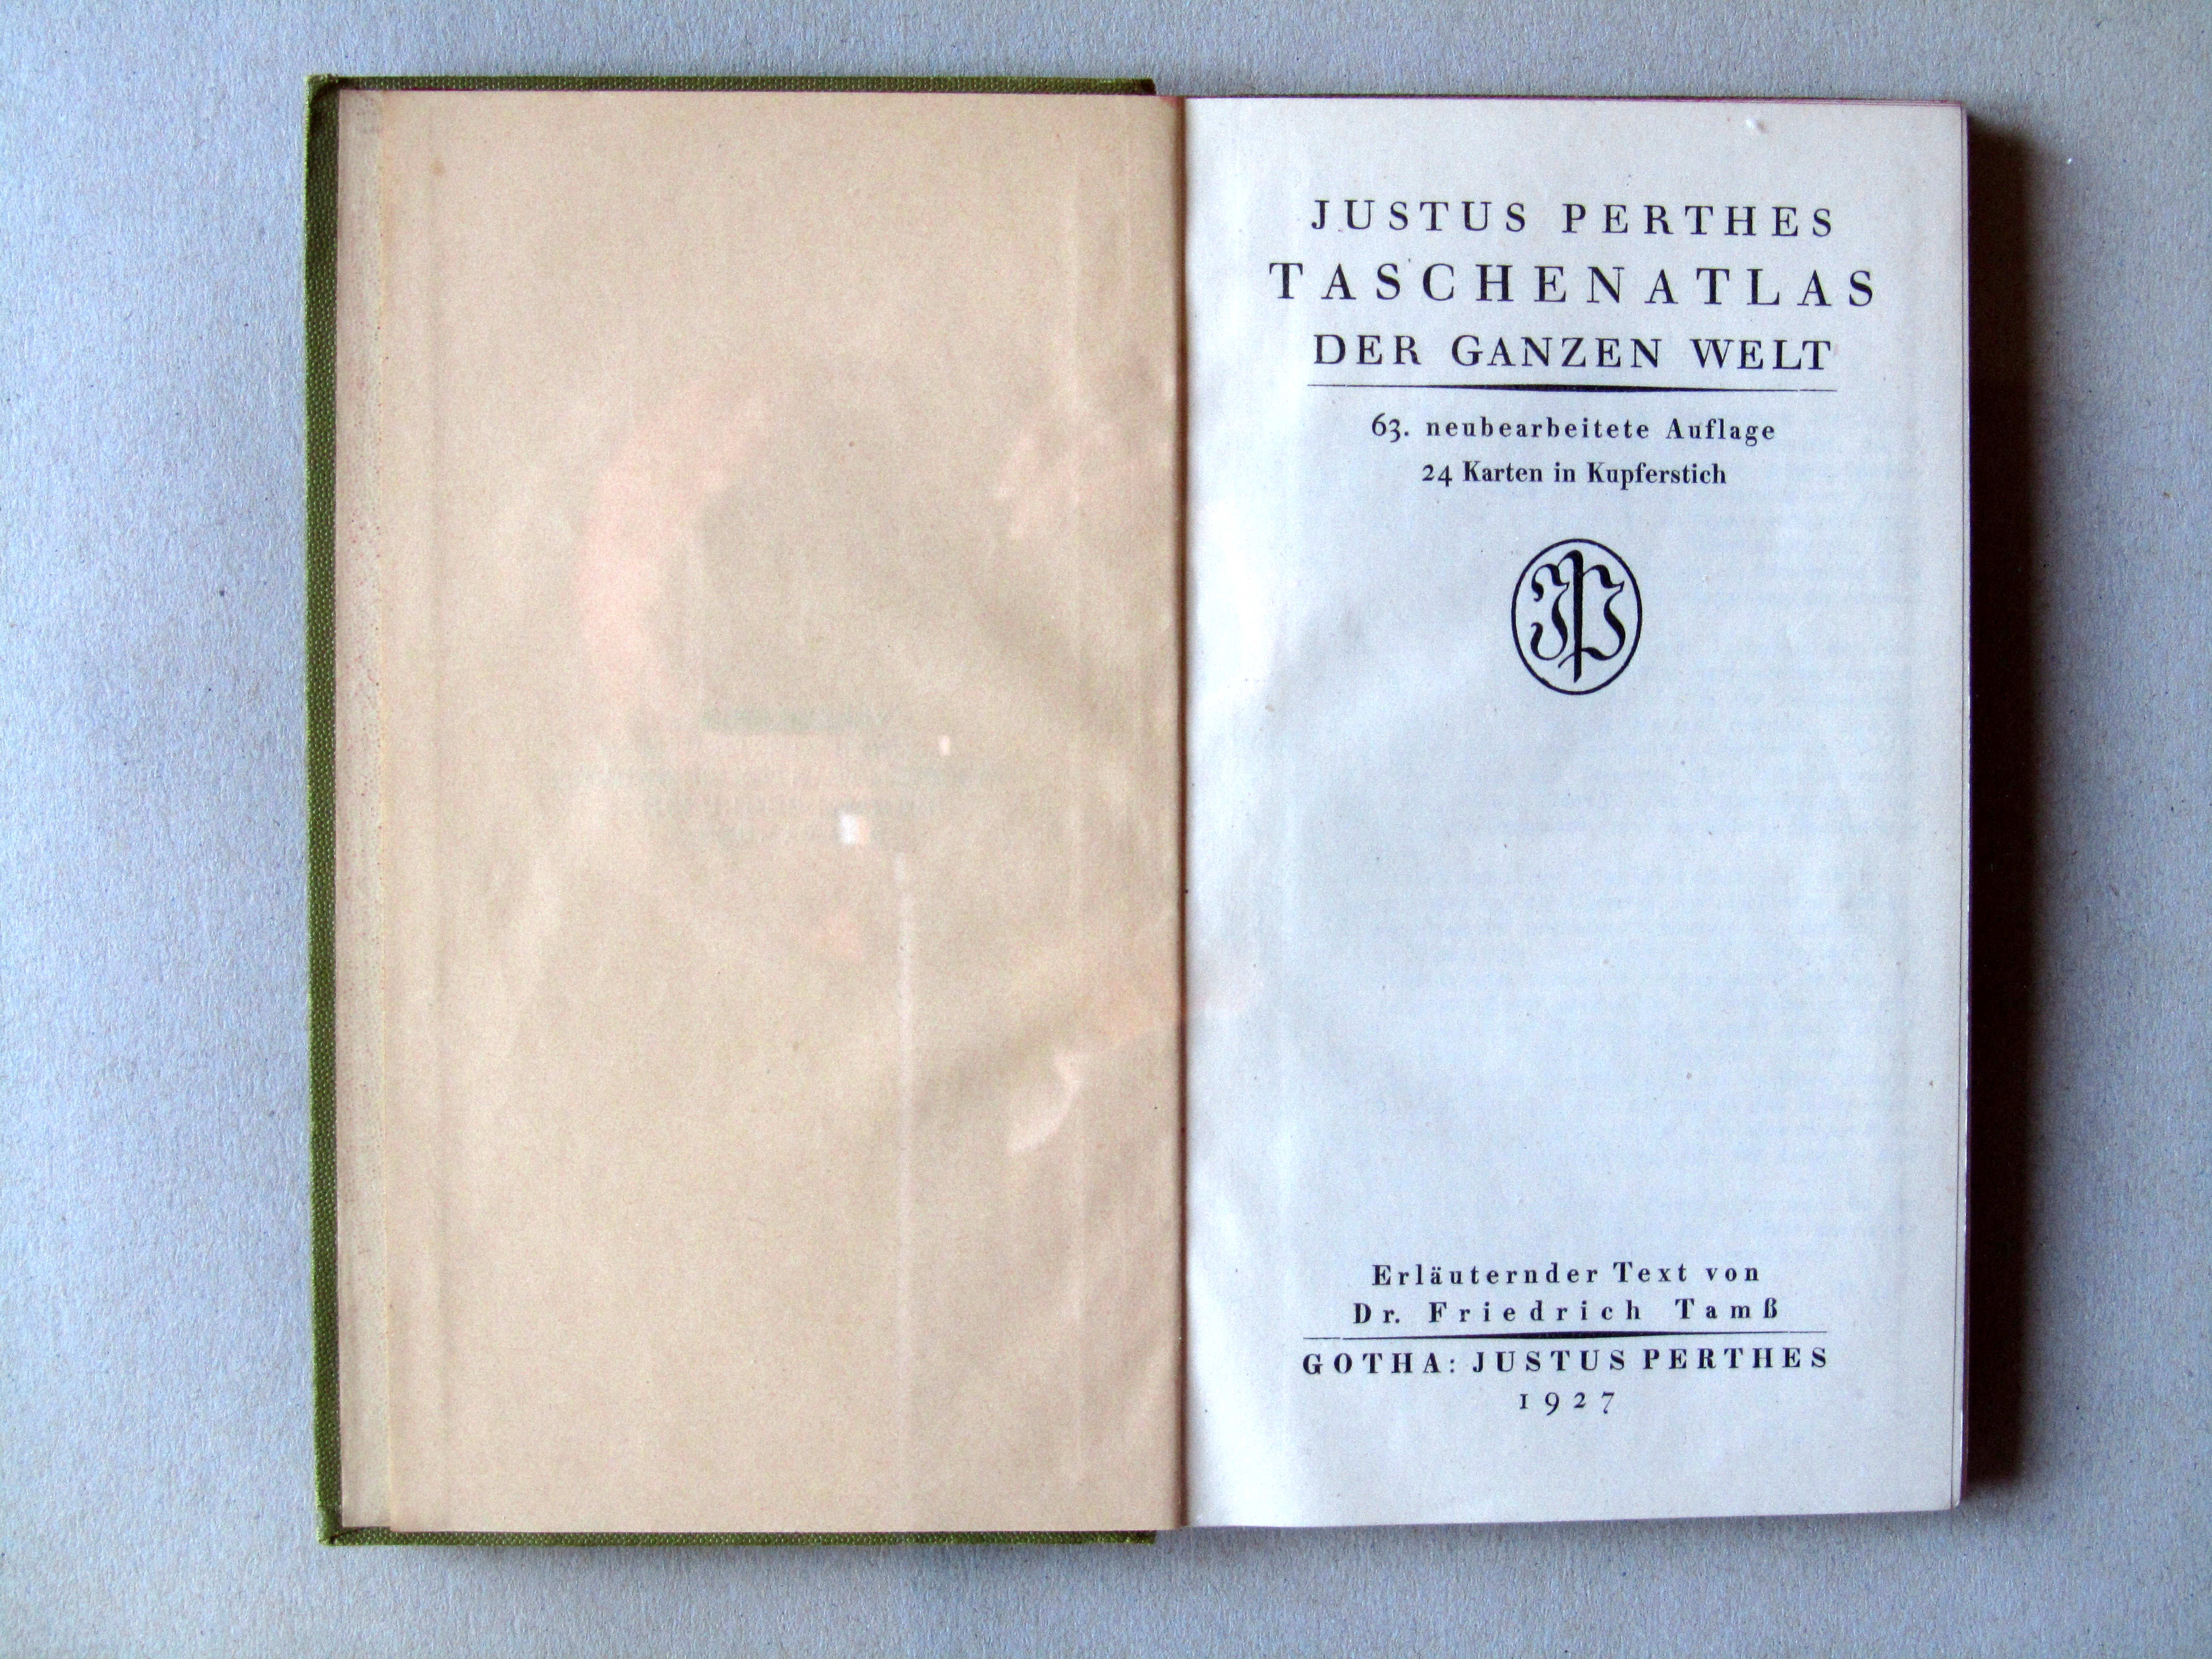 JUSTUS PERTHES
TASCHENATLAS
DER GANZEN WELT
63. neubearbeitete Auflage
24 Karten in Kupferstich
JP
Erläuternder Text von
Dr. Friedrich Tamß
GOTHA: JUSTUS PERTHES
1927